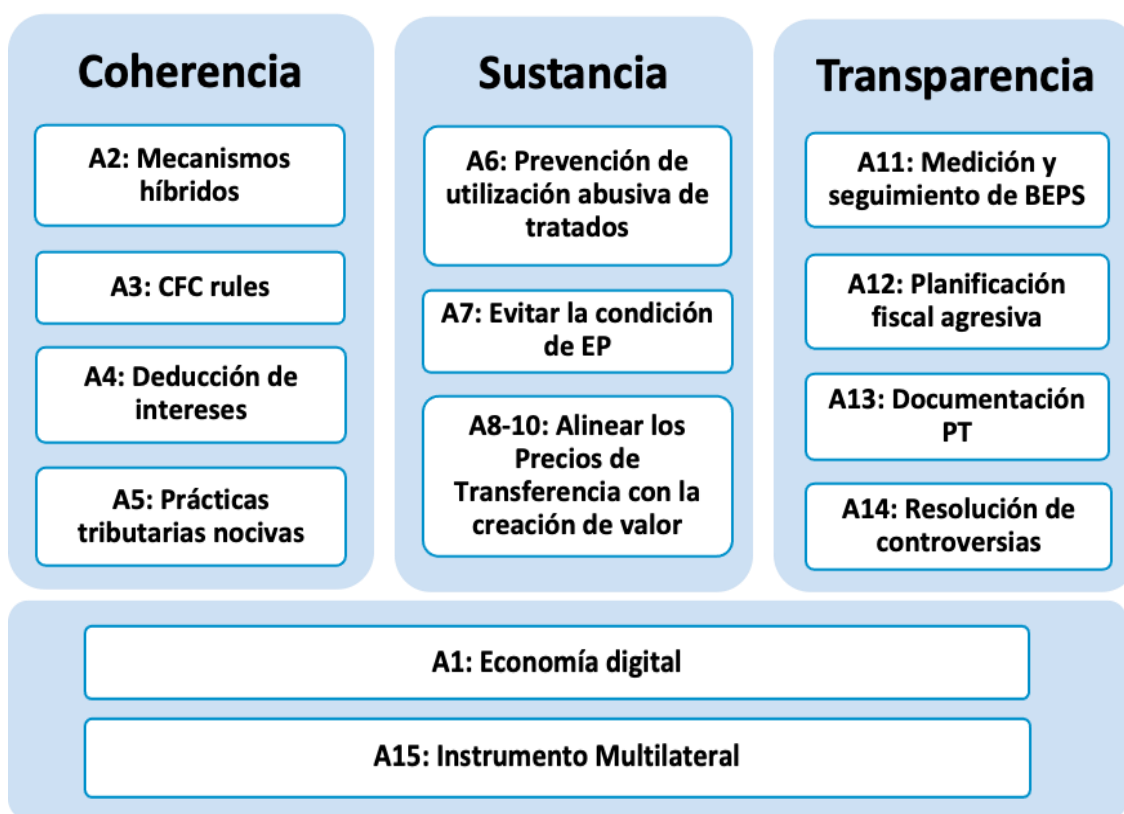 Coherencia
A2: Mecanismos
híbridos
A3: CFC rules
A4: Deducción de
intereses
A5: Prácticas
tributarias nocivas
Sustancia
A6: Prevención de
utilización abusiva de
tratados
A7: Evitar la condición
de EP
A8-10: Alinear los
Precios de
Transferencia con la
creación de valor
Transparencia
A11: Medición y
seguimiento de BEPS
A12: Planificación
fiscal agresiva
A13: Documentación
PT
A14: Resolución de
controversias
A1: Economía digital
A15: Instrumento Multilateral